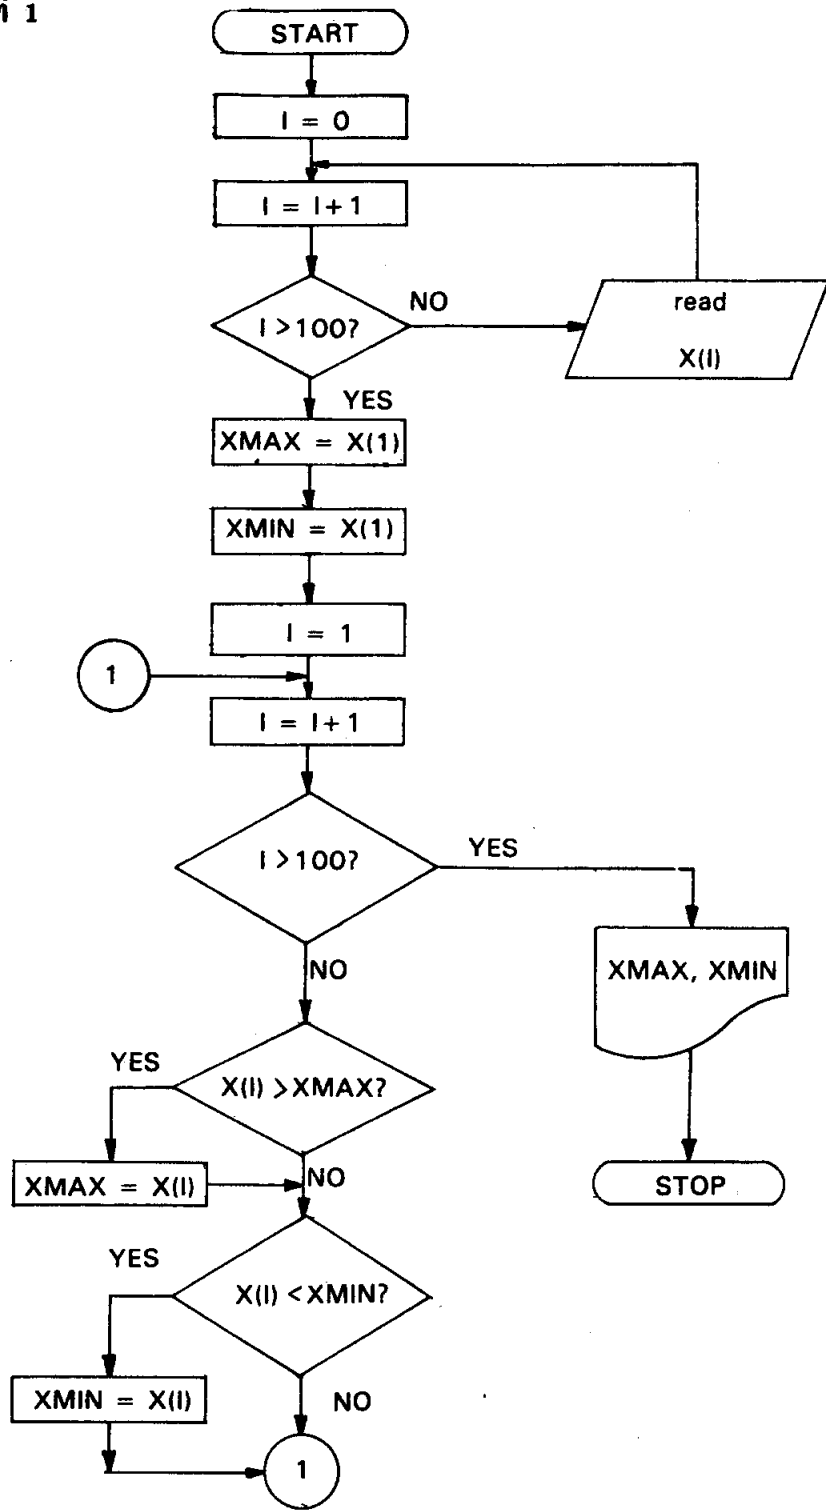 1
START
I = 0
I = I + 1
NO
I > 100?
read
X(I)
YES
XMAX = X(1)
XMIN = X(1)
I = 1
1
I = I + 1
I > 100?
YES
NO
XMAX, XMIN
YES
X(I) > XMAX?
XMAX = X(I)
NO
STOP
YES
X(I) < XMIN?
XMIN = X(I)
NO
1